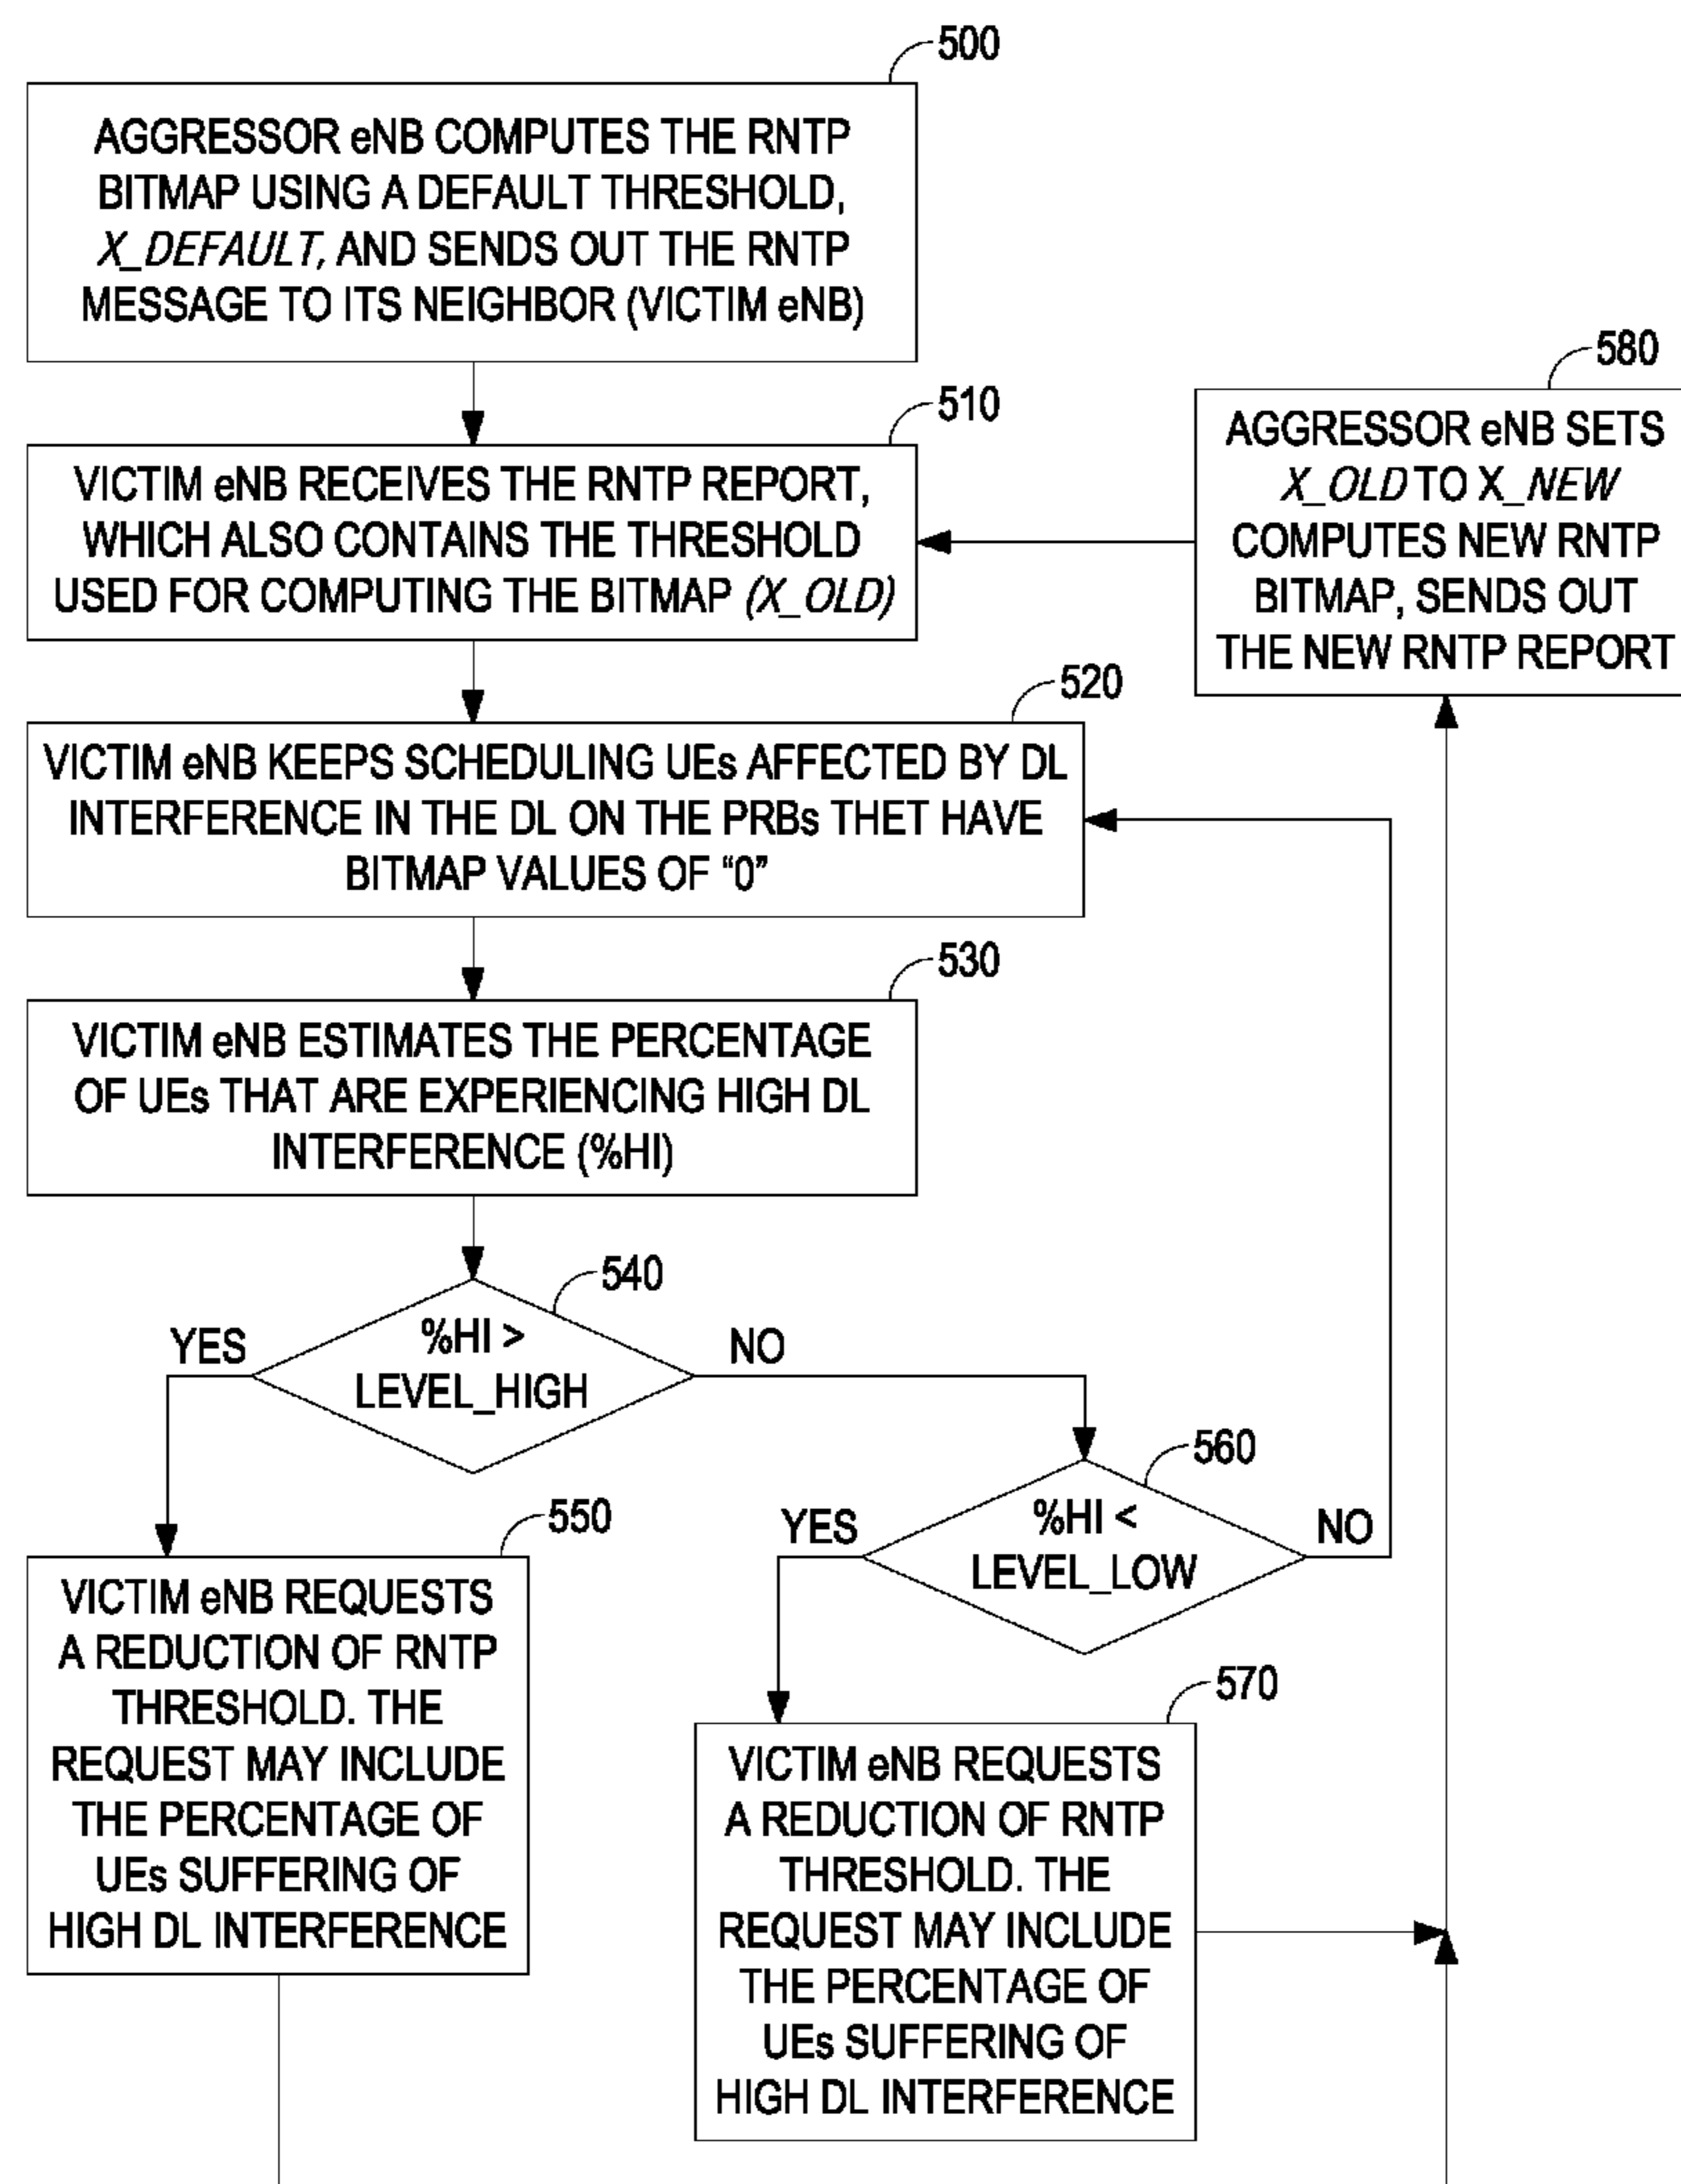 500
AGGRESSOR eNB COMPUTES THE RNTP
BITMAP USING A DEFAULT THRESHOLD,
X_DEFAULT, AND SENDS OUT THE RNTP
MESSAGE TO ITS NEIGHBOR (VICTIM eNB)
510
VICTIM eNB RECEIVES THE RNTP REPORT,
WHICH ALSO CONTAINS THE THRESHOLD
USED FOR COMPUTING THE BITMAP (X_OLD)
580
AGGRESSOR eNB SETS
X_OLD TO X_NEW
COMPUTES NEW RNTP
BITMAP, SENDS OUT
THE NEW RNTP REPORT
520
VICTIM eNB KEEPS SCHEDULING UEs AFFECTED BY DL
INTERFERENCE IN THE DL ON THE PRBs THET HAVE
BITMAP VALUES OF “0”
530
VICTIM eNB ESTIMATES THE PERCENTAGE
OF UEs THAT ARE EXPERIENCING HIGH DL
INTERFERENCE (%HI)
540
%HI >
LEVEL_HIGH
YES
NO
560
%HI <
LEVEL_LOW
YES
NO
550
VICTIM eNB REQUESTS
A REDUCTION OF RNTP
THRESHOLD. THE
REQUEST MAY INCLUDE
THE PERCENTAGE OF
UEs SUFFERING OF
HIGH DL INTERFERENCE
570
VICTIM eNB REQUESTS
A REDUCTION OF RNTP
THRESHOLD. THE
REQUEST MAY INCLUDE
THE PERCENTAGE OF
UEs SUFFERING OF
HIGH DL INTERFERENCE